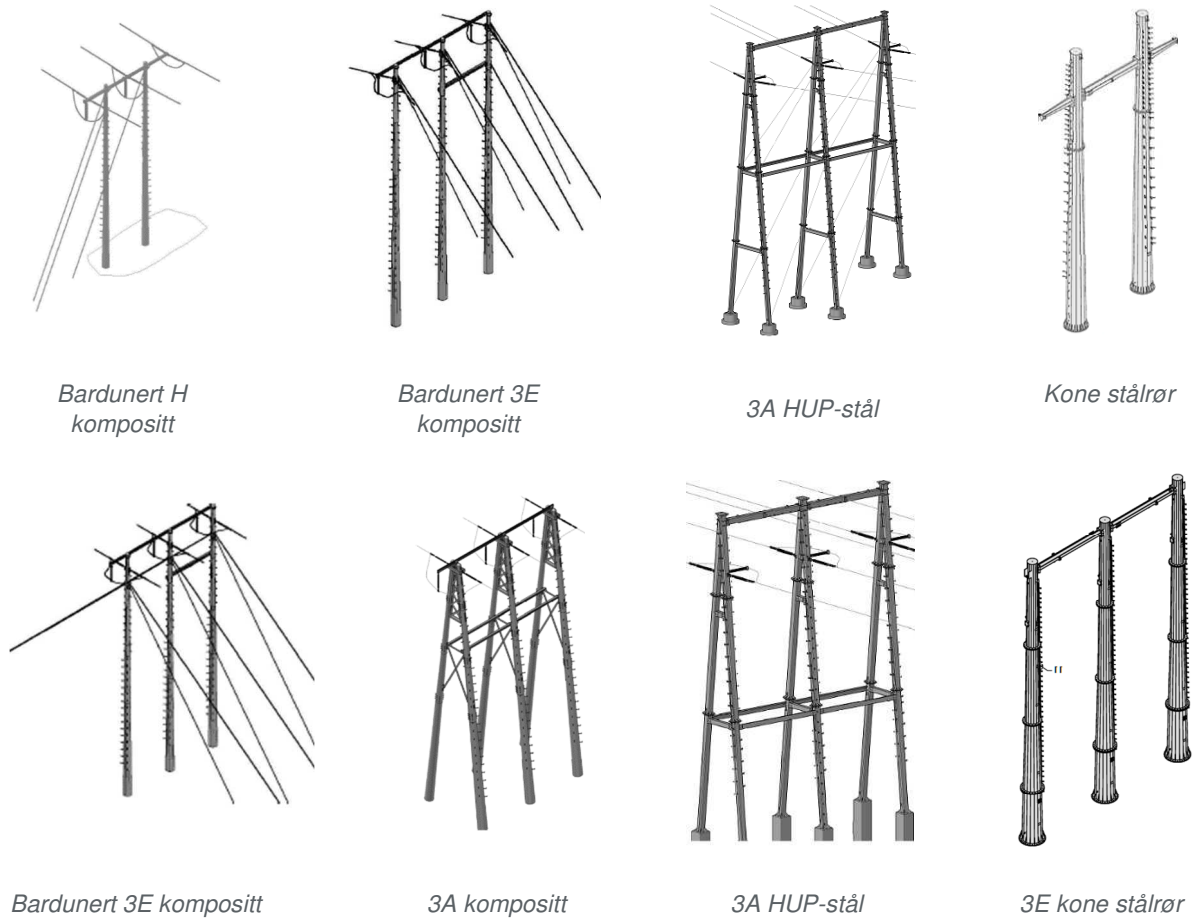 Bardunert H
kompositt
Bardunert 3E
kompositt
3A HUP-stål
Kone stålrør
Bardunert 3E kompositt
3A kompositt
3A HUP-stål
3E kone stålrør